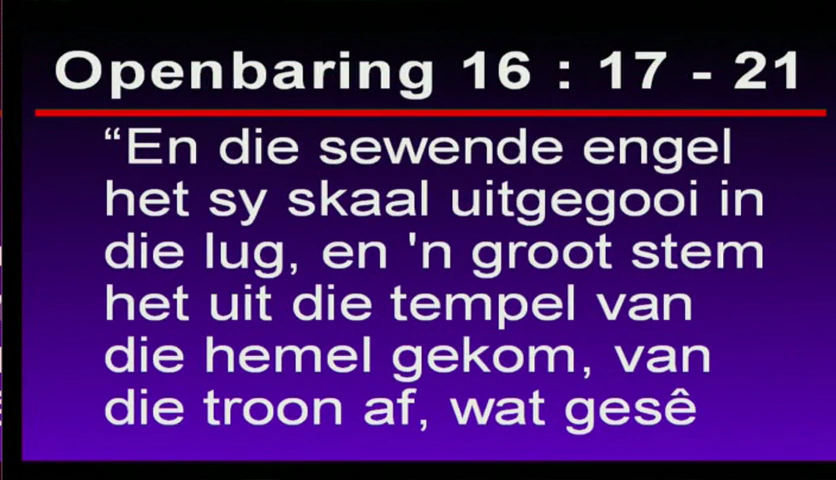 Openbaring 16 : 17 - 21
“En die sewende engel
het sy skaal uitgegooi in
die lug, en 'n groot stem
het uit die tempel van
die hemel gekom, van
die troon af, wat gesê